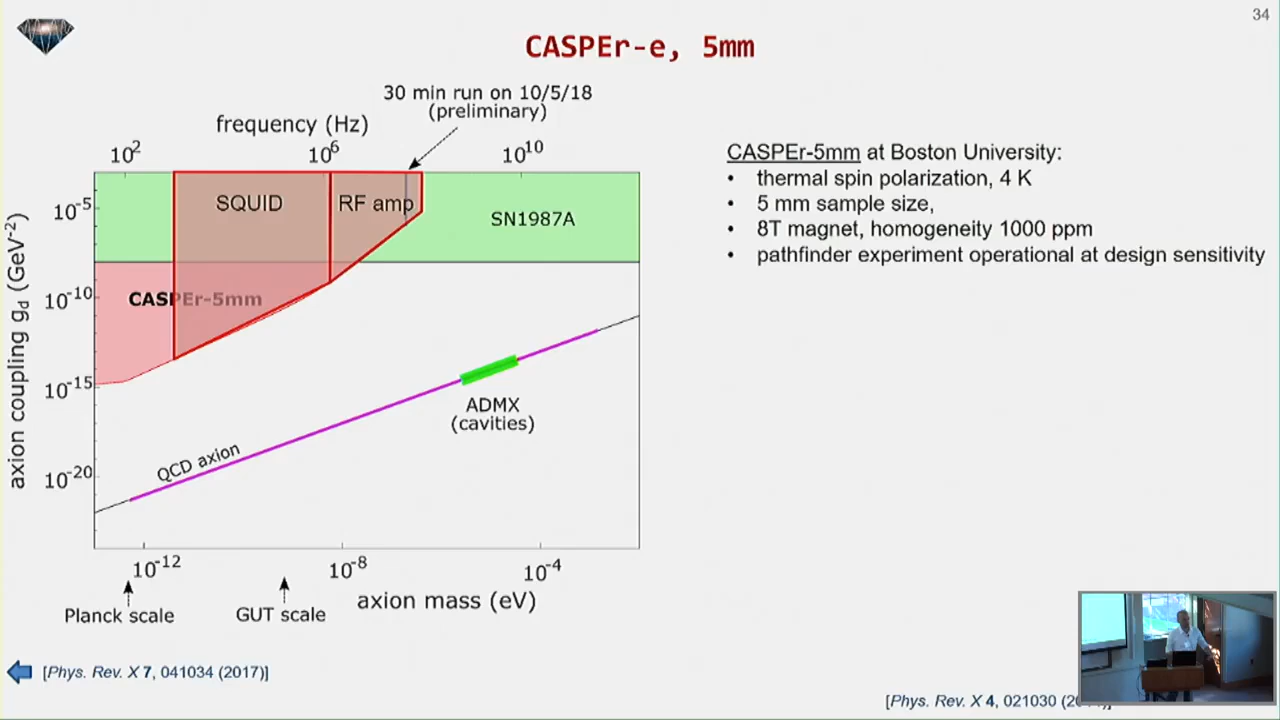 34
CASPEr-e, 5mm
30 min run on 10/5/18
(preliminary)
frequency (Hz)
10² 10⁶ 10¹⁰
10⁻⁵
10⁻¹⁰
10⁻¹⁵
10⁻²⁰
axion coupling g_d (GeV⁻²)
SQUID
RF amp
SN1987A
CASPEr-5mm
ADMX
(cavities)
QCD axion
10⁻¹² 10⁻⁸ 10⁻⁴
axion mass (eV)
Planck scale
GUT scale
CASPEr-5mm at Boston University:
• thermal spin polarization, 4 K
• 5 mm sample size,
• 8T magnet, homogeneity 1000 ppm
• pathfinder experiment operational at design sensitivity
[Phys. Rev. X 7, 041034 (2017)]
[Phys. Rev. X 4, 021030